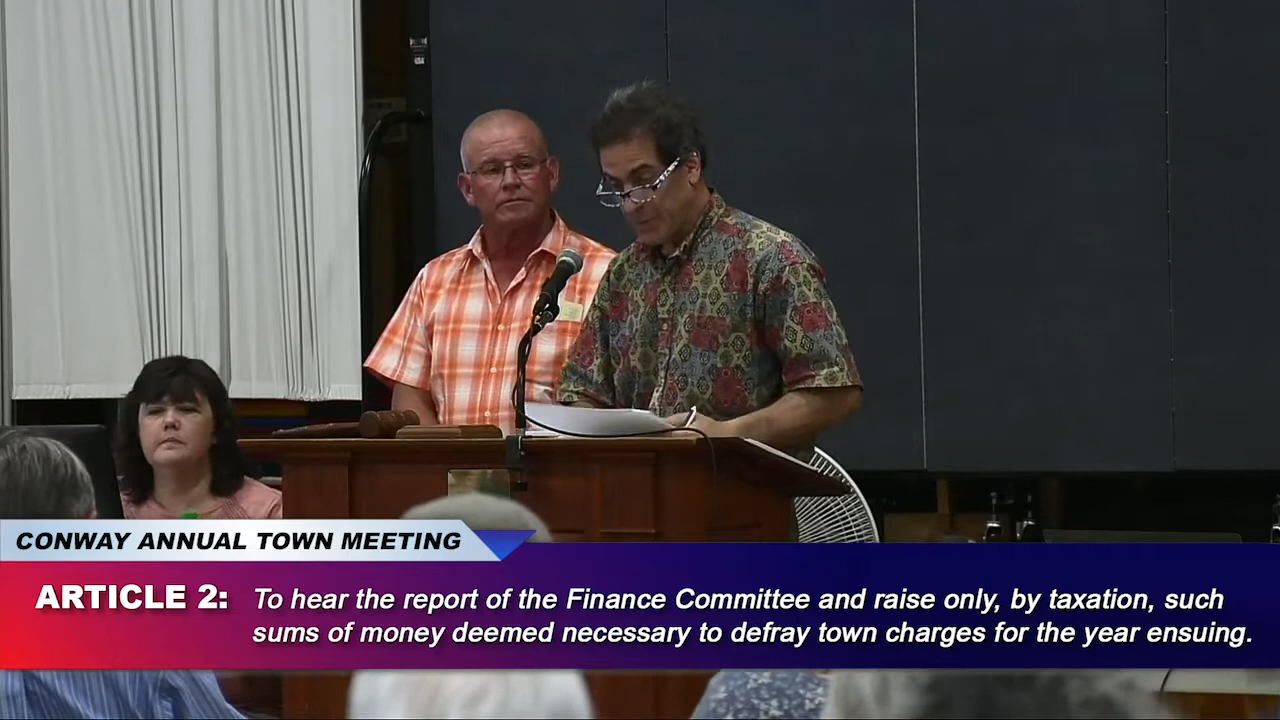 CONWAY ANNUAL TOWN MEETING
ARTICLE 2: To hear the report of the Finance Committee and raise only, by taxation, such
sums of money deemed necessary to defray town charges for the year ensuing.